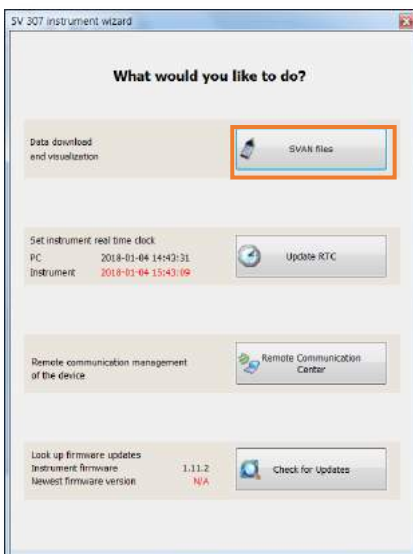 SV 307 instrument wizard
What would you like to do?
Data download
and visualization
SVAN files
Set instrument real time clock
PC 2018-01-04 14:43:31
Instrument 2018-01-04 15:43:09
Update RTC
Remote communication management
of the device
Remote Communication
Center
Look up firmware updates
Instrument firmware 1.11.2
Newest firmware version N/A
Check for Updates